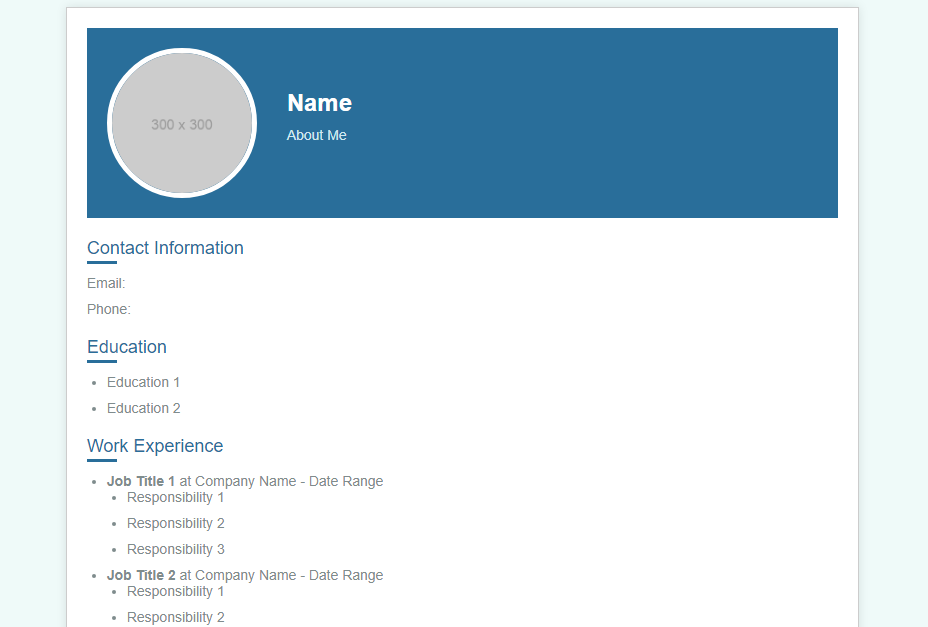 300 x 300
Name
About Me
Contact Information
Email:
Phone:
Education
Education 1
Education 2
Work Experience
Job Title 1 at Company Name - Date Range
Responsibility 1
Responsibility 2
Responsibility 3
Job Title 2 at Company Name - Date Range
Responsibility 1
Responsibility 2